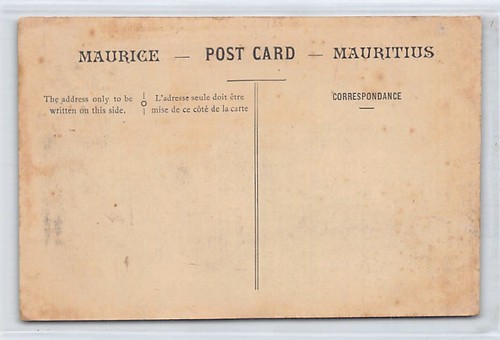 MAURICE — POST CARD — MAURITIUS
The address only to be
written on this side.
L'adresse seule doit être
mise de ce côté de la carte
CORRESPONDANCE